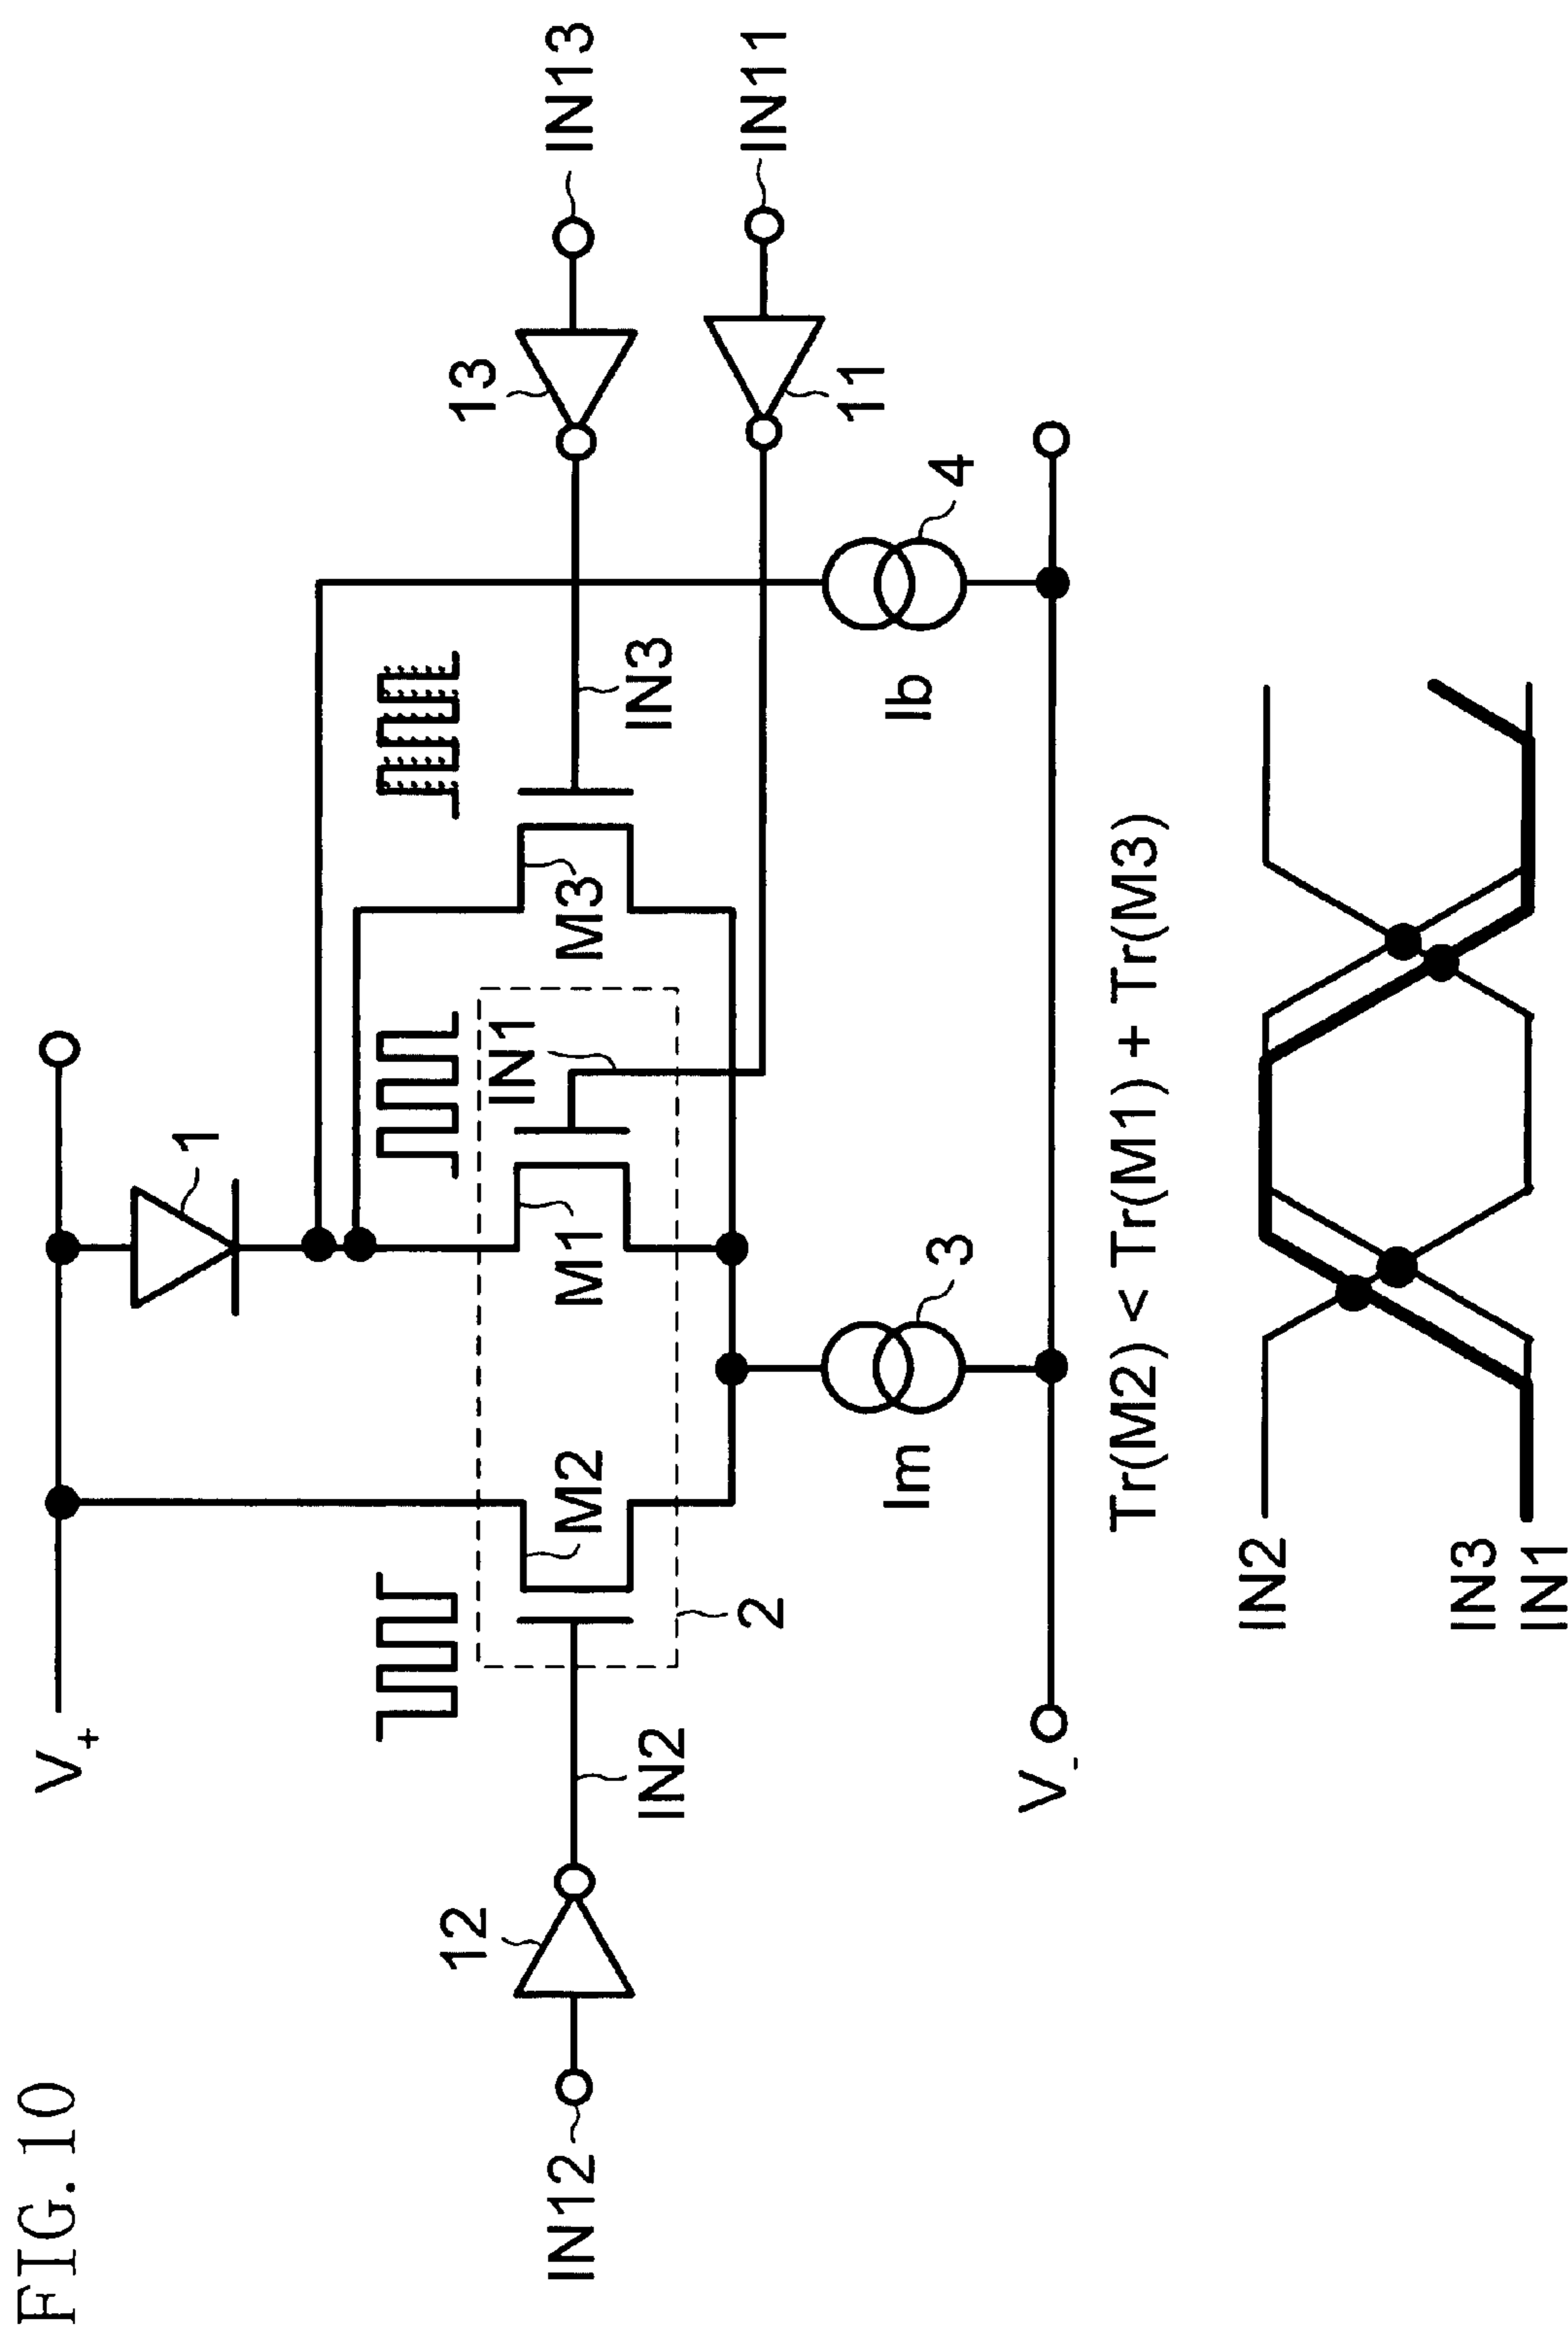 FIG. 10
V+
1
IN12
12
IN2
M2
M1
IN1
M3
IN3
13
IN13
2
11
IN11
Im
3
Ib
4
V-
Tr(M2) < Tr(M1) + Tr(M3)
IN2
IN3
IN1